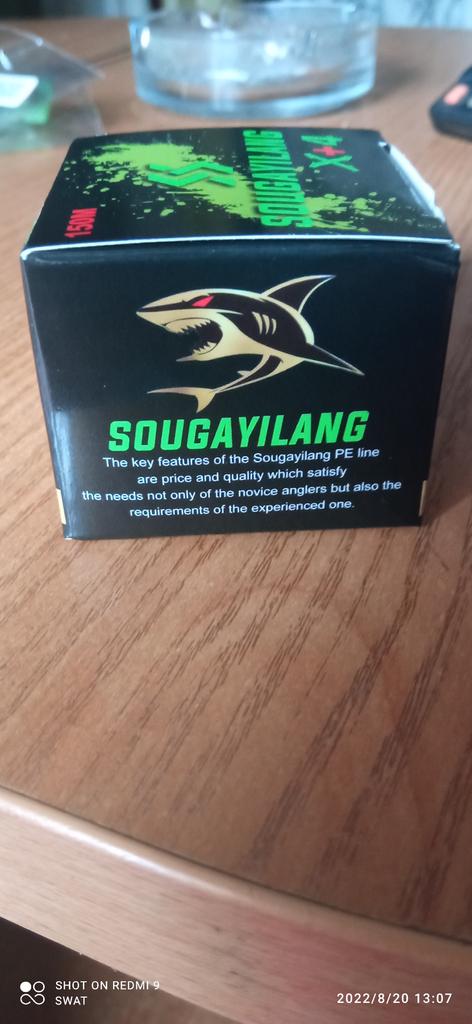 150M
SOUGAYILANG
X+4
SOUGAYILANG
The key features of the Sougayilang PE line
are price and quality which satisfy
the needs not only of the novice anglers but also the
requirements of the experienced one.
SHOT ON REDMI 9
SWAT
2022/8/20 13:07